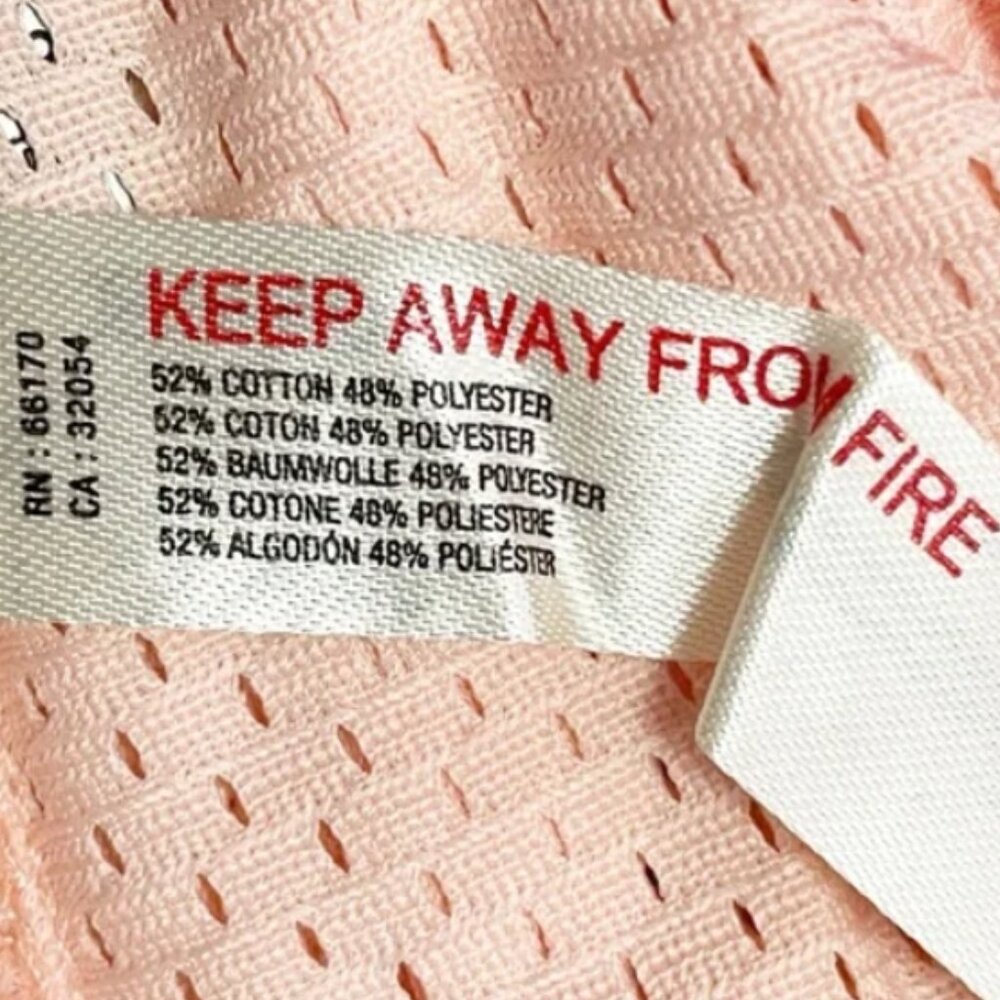 KEEP AWAY FROM FIRE
52% COTTON 48% POLYESTER
52% COTON 48% POLYESTER
52% BAUMWOLLE 48% POLYESTER
52% COTONE 48% POLIESTERE
52% ALGODÓN 48% POLIÉSTER
RN : 66170
CA : 32054